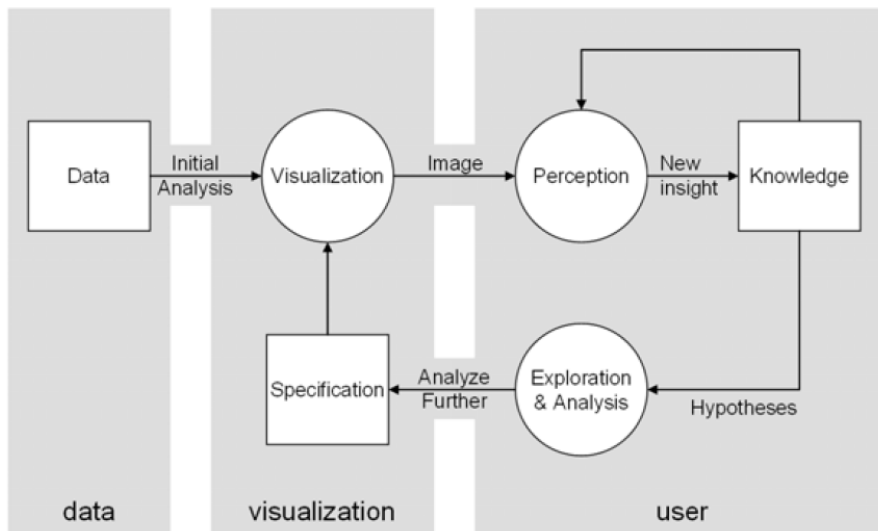 Data
Initial
Analysis
Visualization
Image
Perception
New
insight
Knowledge
Specification
Analyze
Further
Exploration
& Analysis
Hypotheses
data
visualization
user